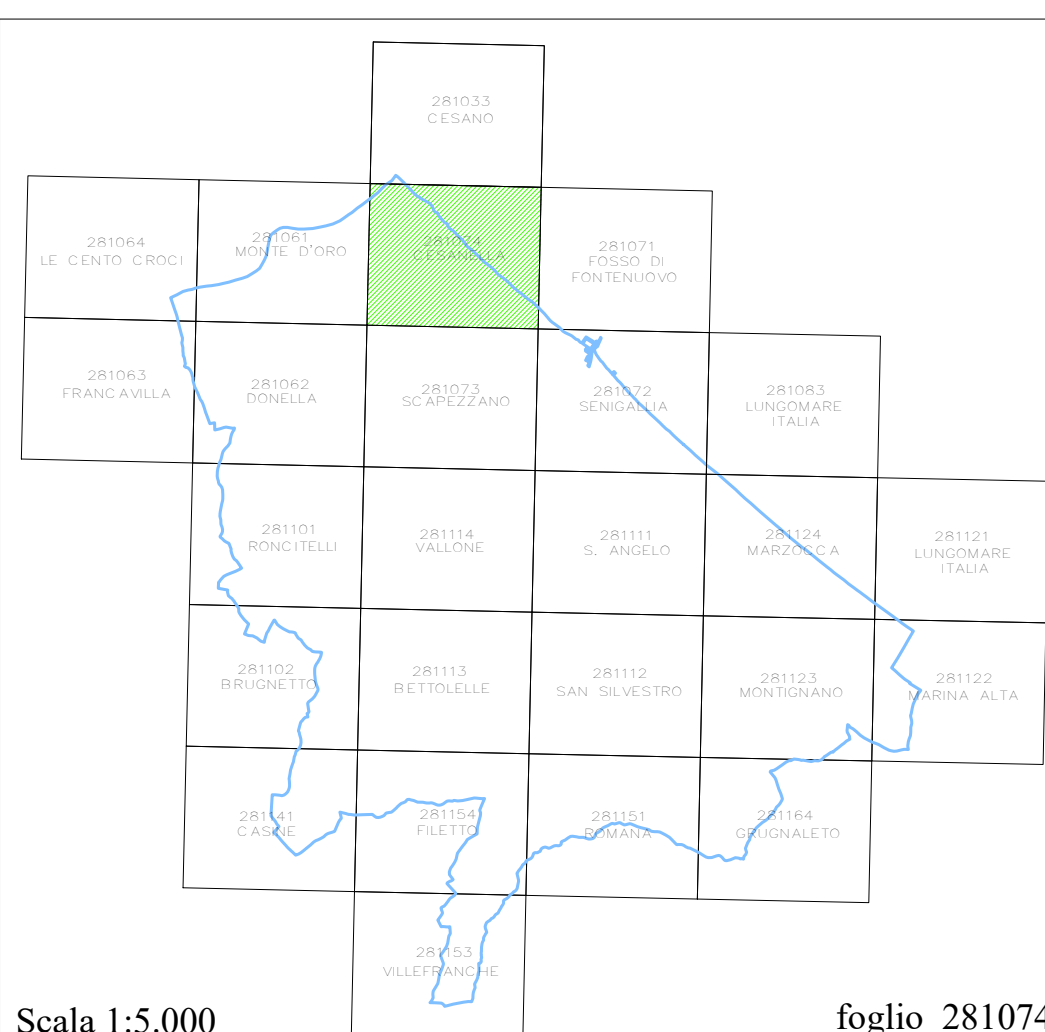 281033
CESANO
281064
LE CENTO CROCI
281061
MONTE D'ORO
281074
CESANELLA
281071
FOSSO DI
FONTENUOVO
281063
FRANCAVILLA
281062
DONELLA
281073
SCAPEZZANO
281072
SENIGALLIA
281083
LUNGOMARE
ITALIA
281101
RONCITELLI
281114
VALLONE
281111
S. ANGELO
281124
MARZOCCA
281121
LUNGOMARE
ITALIA
281102
BRUGNETTO
281113
BETTOLELLE
281112
SAN SILVESTRO
281123
MONTIGNANO
281122
MARINA ALTA
281141
CASINE
281154
FILETTO
281151
ROMANA
281164
GRUGNALETO
281153
VILLEFRANCHE
Scala 1:5.000
foglio 281074